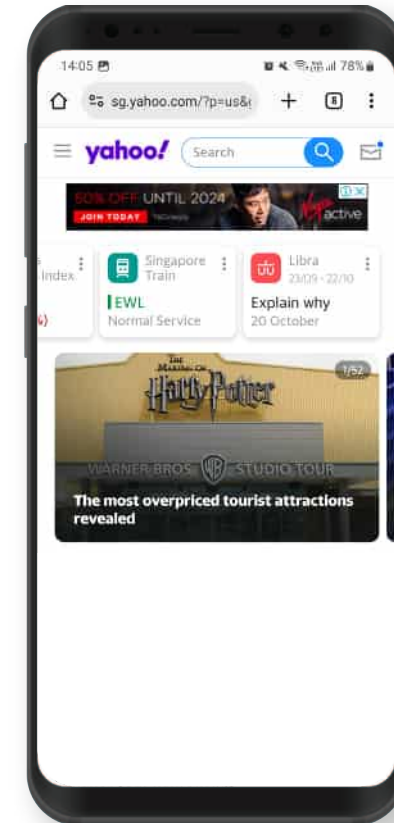 14:05
78%
sg.yahoo.com/?p=us&
8
yahoo!
Search
50% OFF UNTIL 2024
JOIN TODAY
active
Index
Singapore
Train
EWL
Normal Service
Libra
23/09 - 22/10
Explain why
20 October
THE
MAKING OF
Harry Potter
1/52
WARNER BROS STUDIO TOUR
WB
The most overpriced tourist attractions
revealed